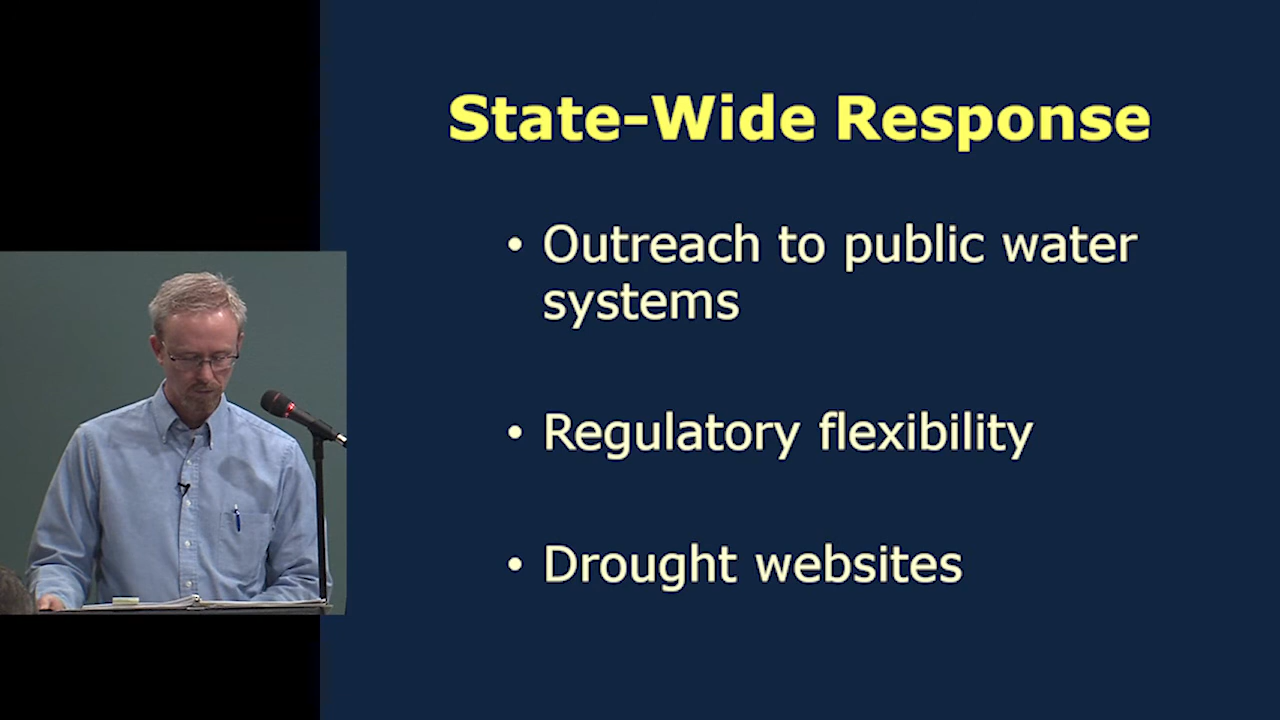 State-Wide Response
• Outreach to public water
systems
• Regulatory flexibility
• Drought websites